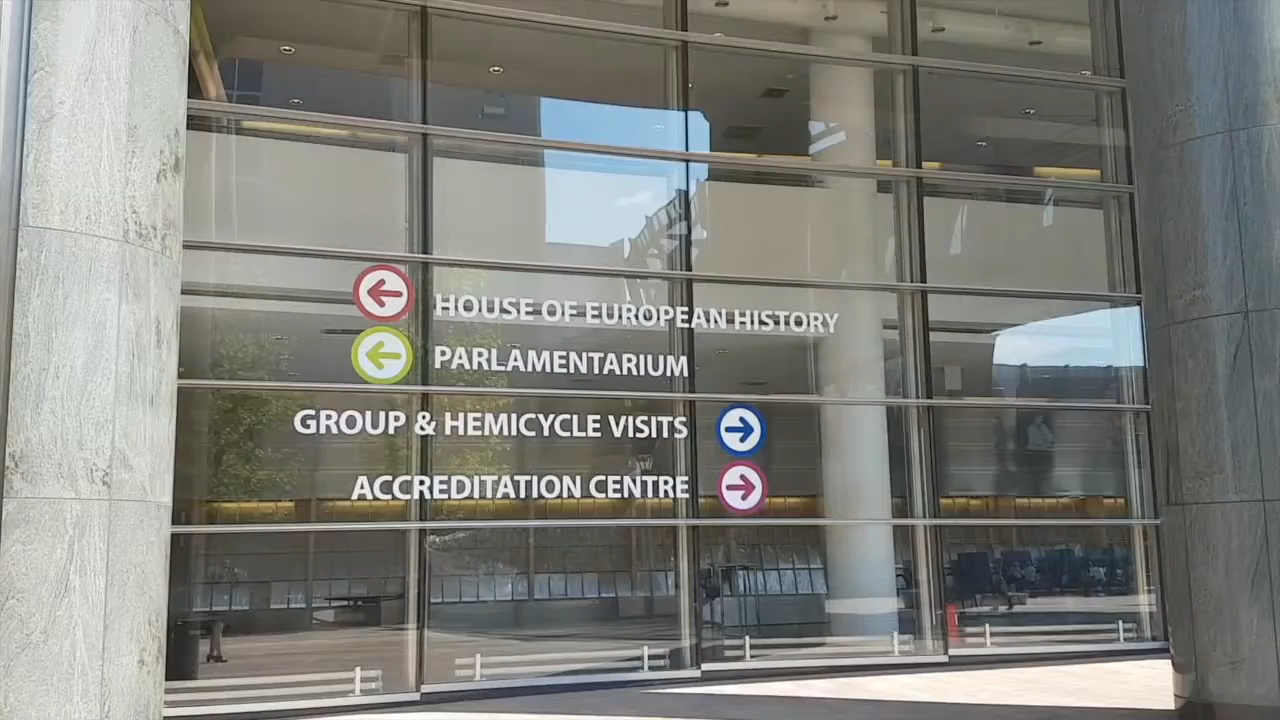 HOUSE OF EUROPEAN HISTORY
PARLAMENTARIUM
GROUP & HEMICYCLE VISITS
ACCREDITATION CENTRE